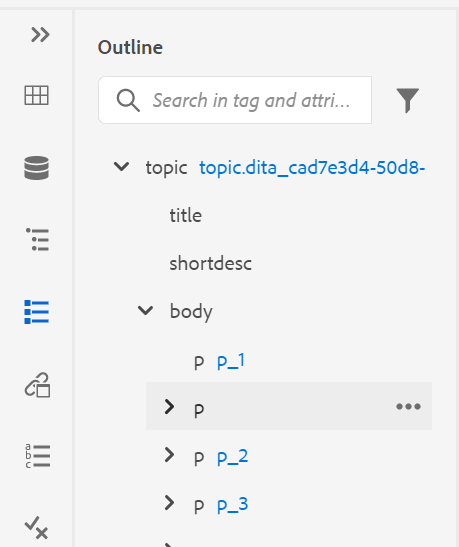 Outline
Search in tag and attri...
topic topic.dita_cad7e3d4-50d8-
title
shortdesc
body
p p_1
p
p p_2
p p_3
a
b
c